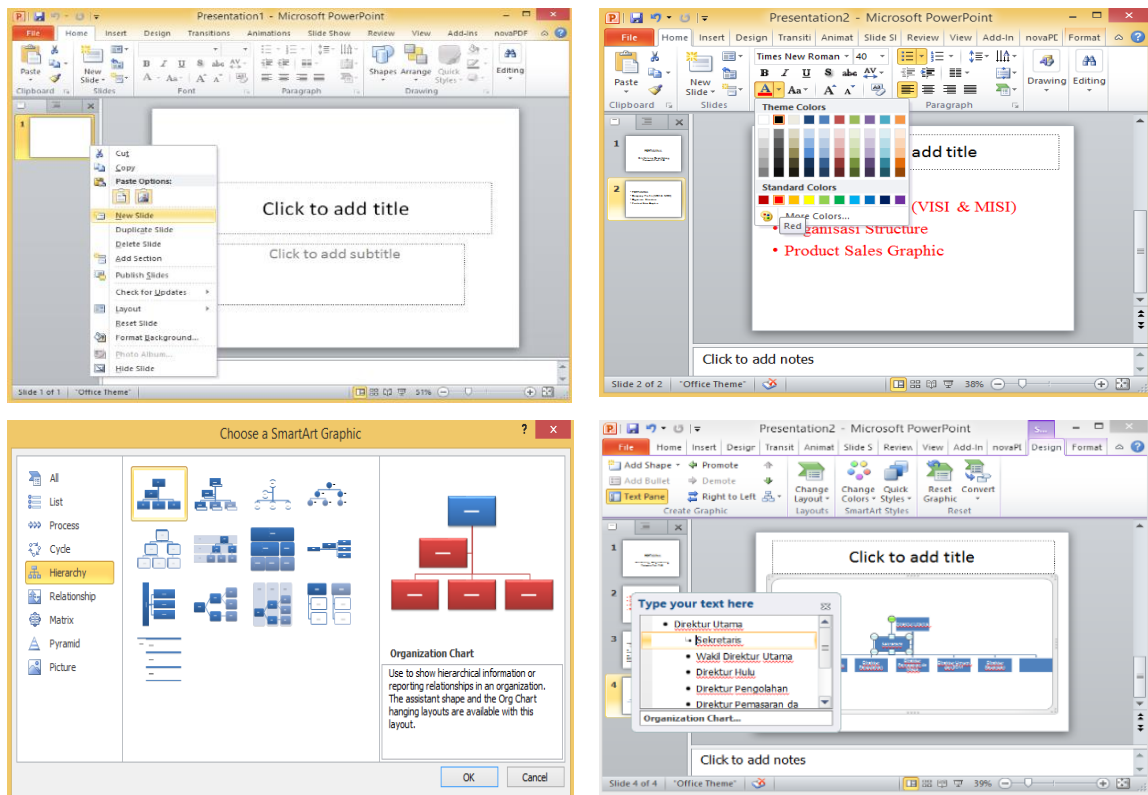 Presentation1 - Microsoft PowerPoint
File Home Insert Design Transitions Animations Slide Show Review View Add-Ins novaPDF
Paste
New
Slide
Shapes Arrange Quick
Styles
Editing
Clipboard Slides Font Paragraph Drawing
1
Cut
Copy
Paste Options:
New Slide
Duplicate Slide
Delete Slide
Add Section
Publish Slides
Check for Updates
Layout
Reset Slide
Format Background...
Photo Album...
Hide Slide
Click to add title
Click to add subtitle
Slide 1 of 1 "Office Theme" 51%
Presentation2 - Microsoft PowerPoint
File Home Insert Design Transiti Animat Slide Sl Review View Add-In novaPD Format
Paste
New
Slide
Times New Roman 40
B I U S abc AV
A Aa A A
Drawing Editing
Clipboard Slides Paragraph
Theme Colors
Standard Colors
More Colors...
Red
1
2
add title
(VISI & MISI)
• Organisasi Structure
• Product Sales Graphic
Click to add notes
Slide 2 of 2 "Office Theme" 38%
Choose a SmartArt Graphic
All
List
Process
Cycle
Hierarchy
Relationship
Matrix
Pyramid
Picture
Organization Chart
Use to show hierarchical information or
reporting relationships in an organization.
The assistant shape and the Org Chart
hanging layouts are available with this
layout.
OK Cancel
Presentation2 - Microsoft PowerPoint
S...
File Home Insert Desigr Transit Animat Slide S Review View Add-In novaPI Design Format
Add Shape Promote
Add Bullet Demote
Text Pane Right to Left
Change
Layout
Change
Colors
Quick
Styles
Reset
Graphic
Convert
Create Graphic Layouts SmartArt Styles Reset
1
2
3
4
Click to add title
Type your text here
• Direktur Utama
Sekretaris
• Wakil Direktur Utama
• Direktur Hulu
• Direktur Pengolahan
• Direktur Pemasaran da
Organization Chart...
Click to add notes
Slide 4 of 4 "Office Theme" 39%